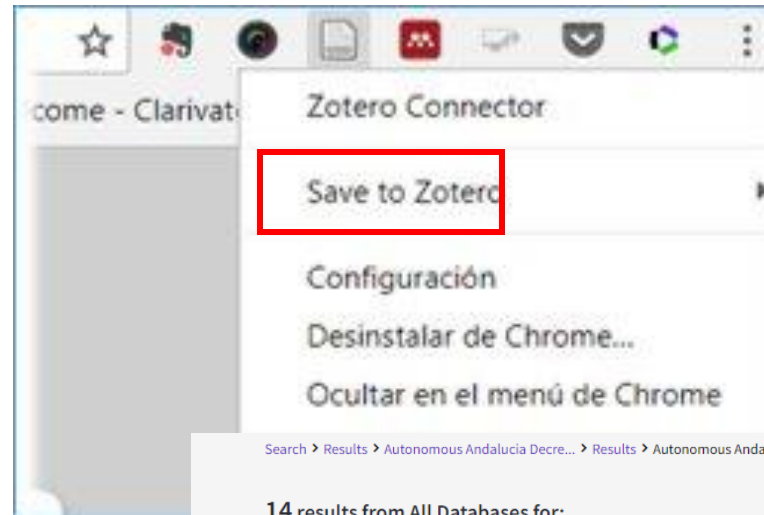 come - Clarivat
Zotero Connector
Save to Zotero
Configuración
Desinstalar de Chrome...
Ocultar en el menú de Chrome
Search > Results > Autonomous Andalucia Decre... > Results > Autonomous Anda
14 results from All Databases for: